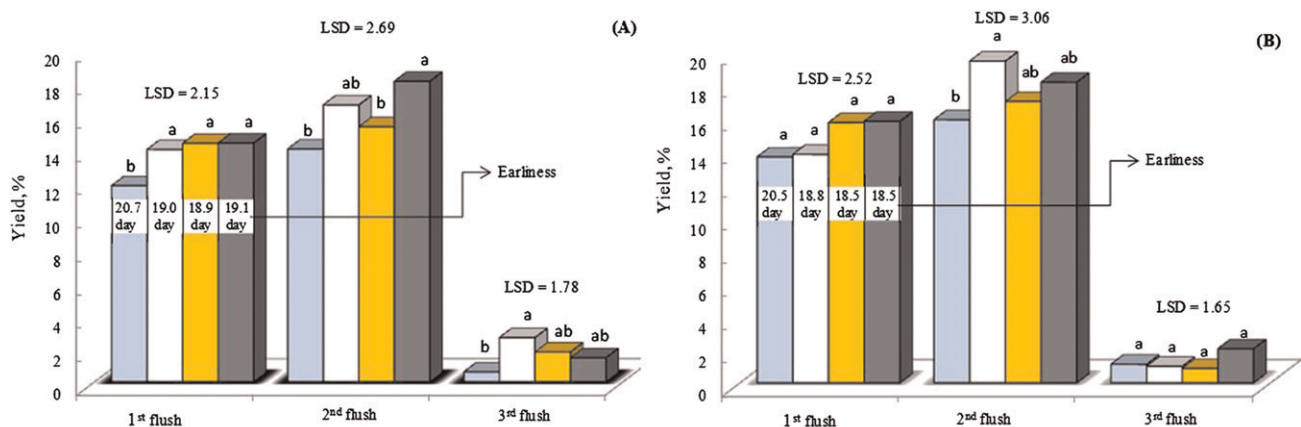 (A)
LSD = 2.69
LSD = 2.15
LSD = 1.78
Yield, %
20
18
16
14
12
10
8
6
4
2
0
b
a
a
a
b
ab
b
a
b
a
ab
ab
20.7 day
19.0 day
18.9 day
19.1 day
Earliness
1st flush
2nd flush
3rd flush
(B)
LSD = 3.06
LSD = 2.52
LSD = 1.65
Yield, %
20
18
16
14
12
10
8
6
4
2
0
a
a
a
a
b
a
ab
ab
a
a
a
a
20.5 day
18.8 day
18.5 day
18.5 day
Earliness
1st flush
2nd flush
3rd flush